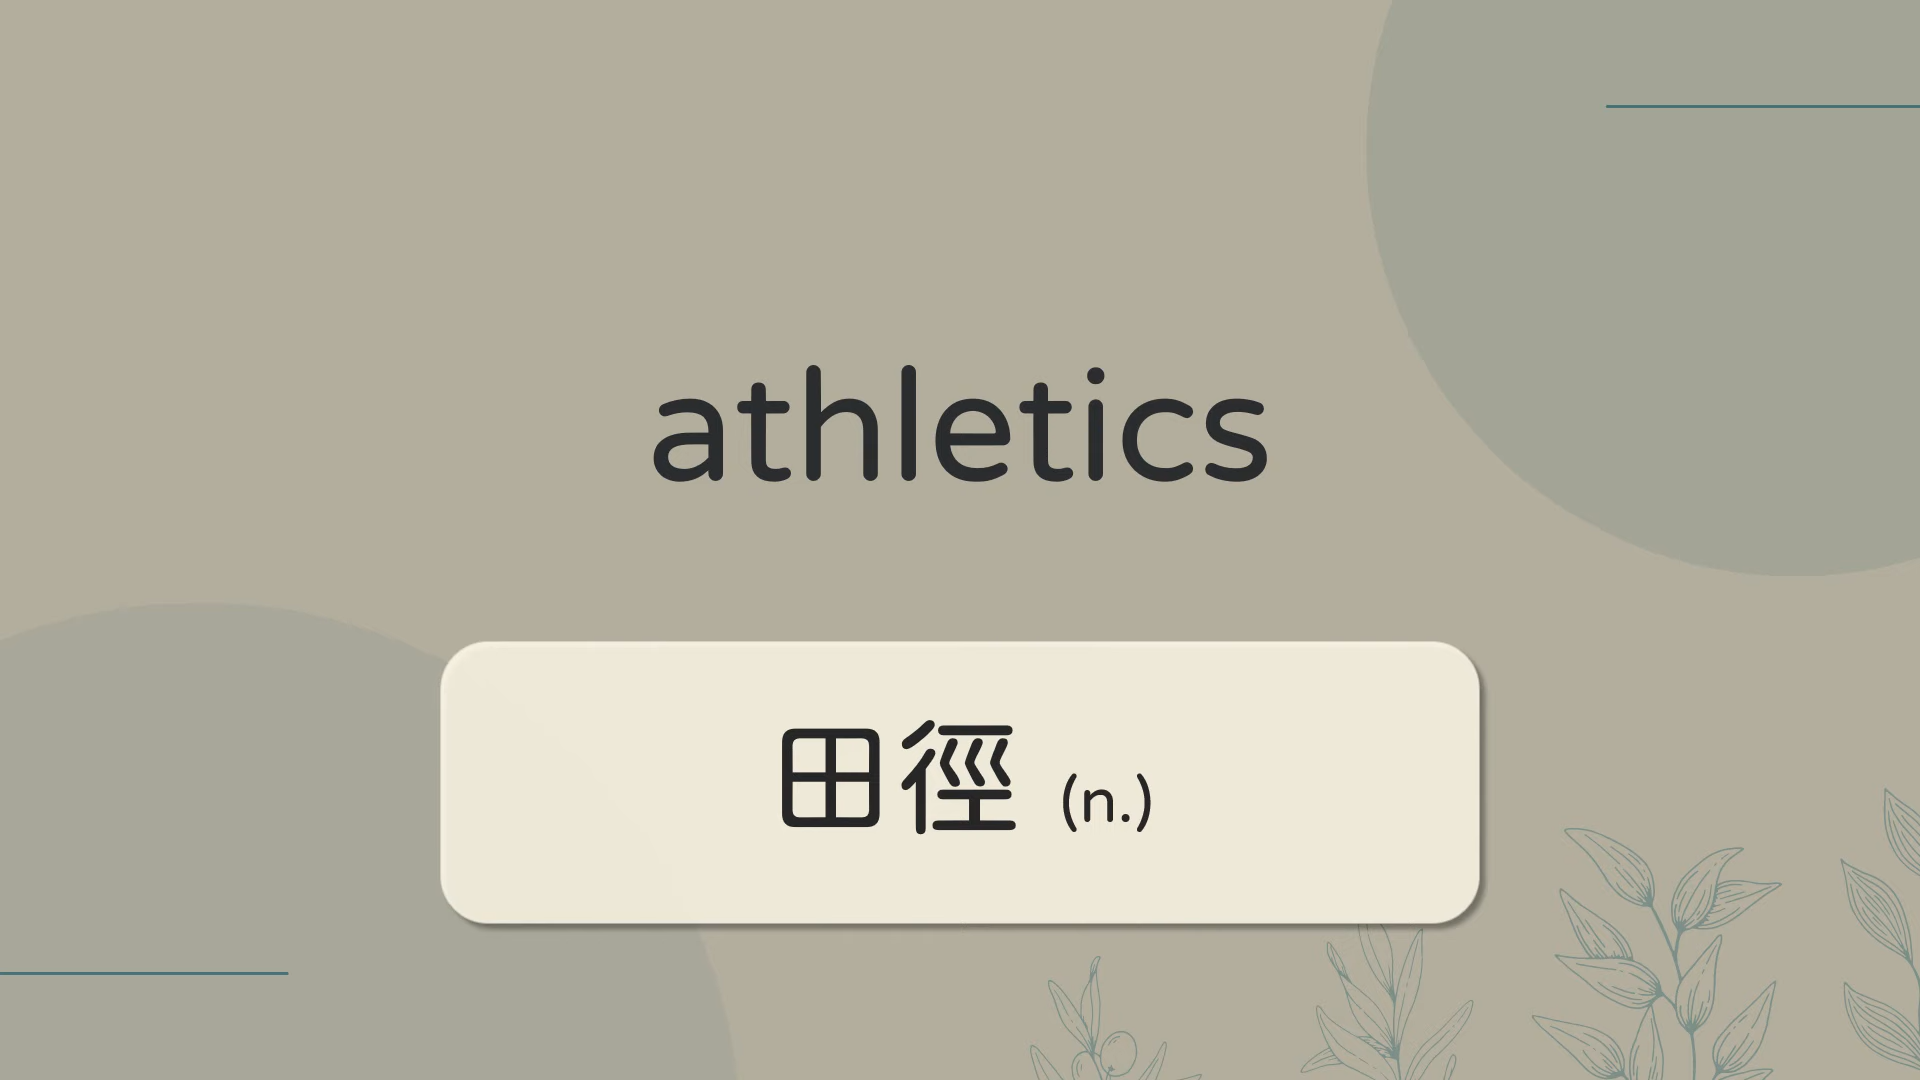 athletics
田徑 (n.)